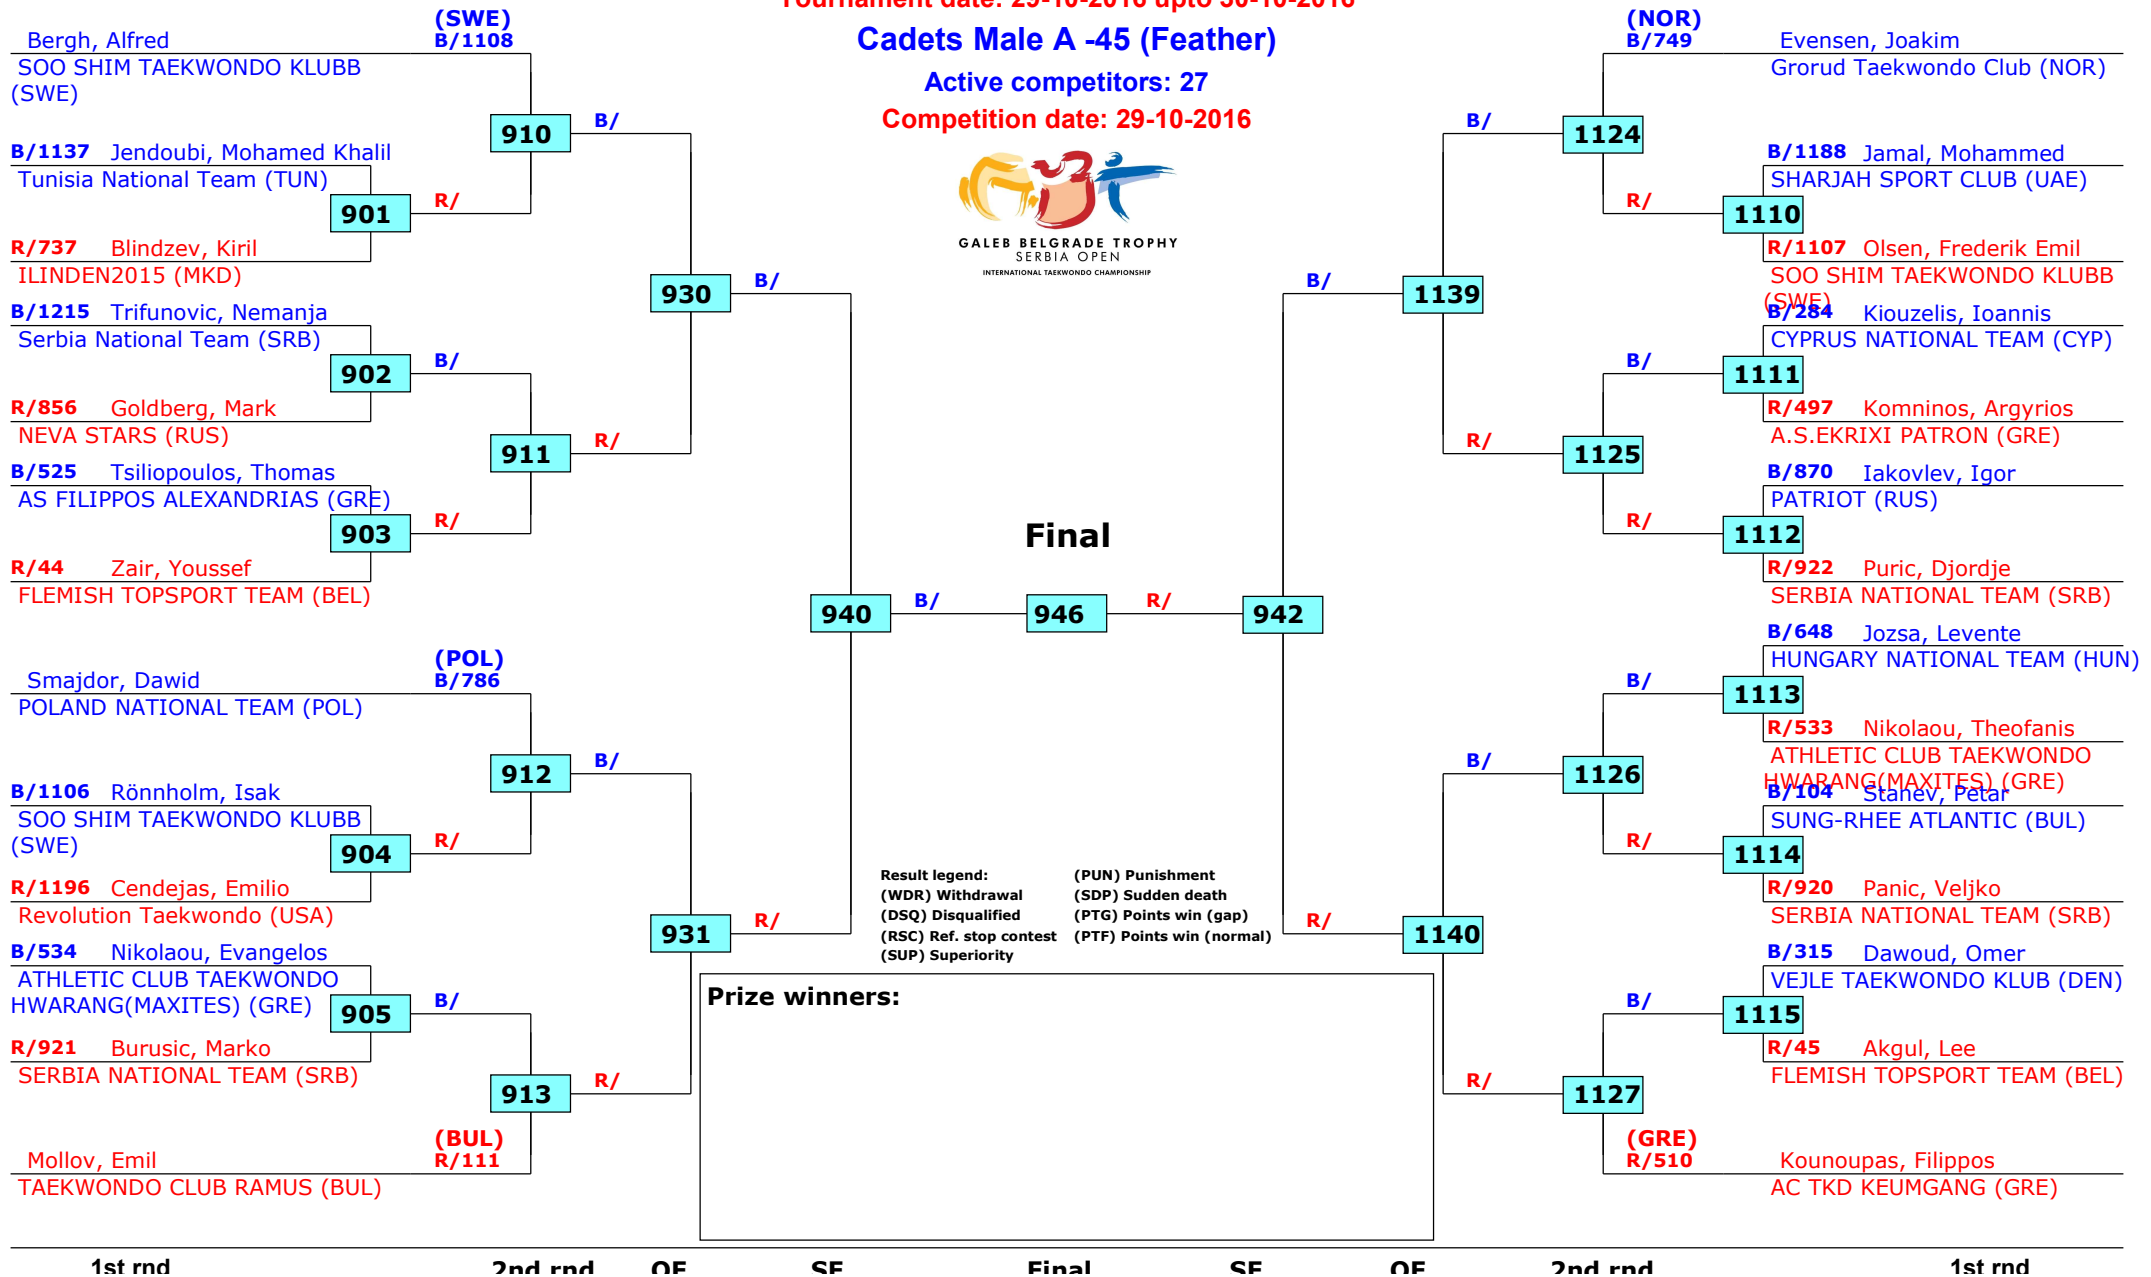 Tournament date: 29-10-2016 upto 30-10-2016
Cadets Male A -45 (Feather)
Active competitors: 27
Competition date: 29-10-2016
GALEB BELGRADE TROPHY
SERBIA OPEN
INTERNATIONAL TAEKWONDO CHAMPIONSHIP
(SWE)
Bergh, Alfred B/1108
SOO SHIM TAEKWONDO KLUBB
(SWE)
910 B/
B/1137 Jendoubi, Mohamed Khalil
Tunisia National Team (TUN)
901 R/
R/737 Blindzev, Kiril
ILINDEN2015 (MKD)
930 B/
B/1215 Trifunovic, Nemanja
Serbia National Team (SRB)
902 B/
R/856 Goldberg, Mark
NEVA STARS (RUS)
911 R/
B/525 Tsiliopoulos, Thomas
AS FILIPPOS ALEXANDRIAS (GRE)
903 R/
R/44 Zair, Youssef
FLEMISH TOPSPORT TEAM (BEL)
Final
940 B/ 946 R/ 942
(POL)
Smajdor, Dawid B/786
POLAND NATIONAL TEAM (POL)
912 B/
B/1106 Rönnholm, Isak
SOO SHIM TAEKWONDO KLUBB
(SWE)
904 R/
R/1196 Cendejas, Emilio
Revolution Taekwondo (USA)
931 R/
B/534 Nikolaou, Evangelos
ATHLETIC CLUB TAEKWONDO
HWARANG(MAXITES) (GRE)
905 B/
R/921 Burusic, Marko
SERBIA NATIONAL TEAM (SRB)
913 R/
(BUL)
Mollov, Emil R/111
TAEKWONDO CLUB RAMUS (BUL)
(NOR)
B/749 Evensen, Joakim
Grorud Taekwondo Club (NOR)
B/ 1124
B/1188 Jamal, Mohammed
SHARJAH SPORT CLUB (UAE)
R/ 1110
R/1107 Olsen, Frederik Emil
SOO SHIM TAEKWONDO KLUBB
(SWE)
B/ 1139
B/284 Kiouzelis, Ioannis
CYPRUS NATIONAL TEAM (CYP)
B/ 1111
R/497 Komninos, Argyrios
A.S.EKRIXI PATRON (GRE)
R/ 1125
B/870 Iakovlev, Igor
PATRIOT (RUS)
R/ 1112
R/922 Puric, Djordje
SERBIA NATIONAL TEAM (SRB)
B/648 Jozsa, Levente
HUNGARY NATIONAL TEAM (HUN)
B/ 1113
R/533 Nikolaou, Theofanis
ATHLETIC CLUB TAEKWONDO
HWARANG(MAXITES) (GRE)
B/ 1126
B/104 Stanev, Petar
SUNG-RHEE ATLANTIC (BUL)
R/ 1114
R/920 Panic, Veljko
SERBIA NATIONAL TEAM (SRB)
R/ 1140
B/315 Dawoud, Omer
VEJLE TAEKWONDO KLUB (DEN)
B/ 1115
R/45 Akgul, Lee
FLEMISH TOPSPORT TEAM (BEL)
R/ 1127
(GRE)
R/510 Kounoupas, Filippos
AC TKD KEUMGANG (GRE)
Result legend: (PUN) Punishment
(WDR) Withdrawal (SDP) Sudden death
(DSQ) Disqualified (PTG) Points win (gap)
(RSC) Ref. stop contest (PTF) Points win (normal)
(SUP) Superiority
Prize winners:
1st rnd 2nd rnd QF SF Final SF QF 2nd rnd 1st rnd